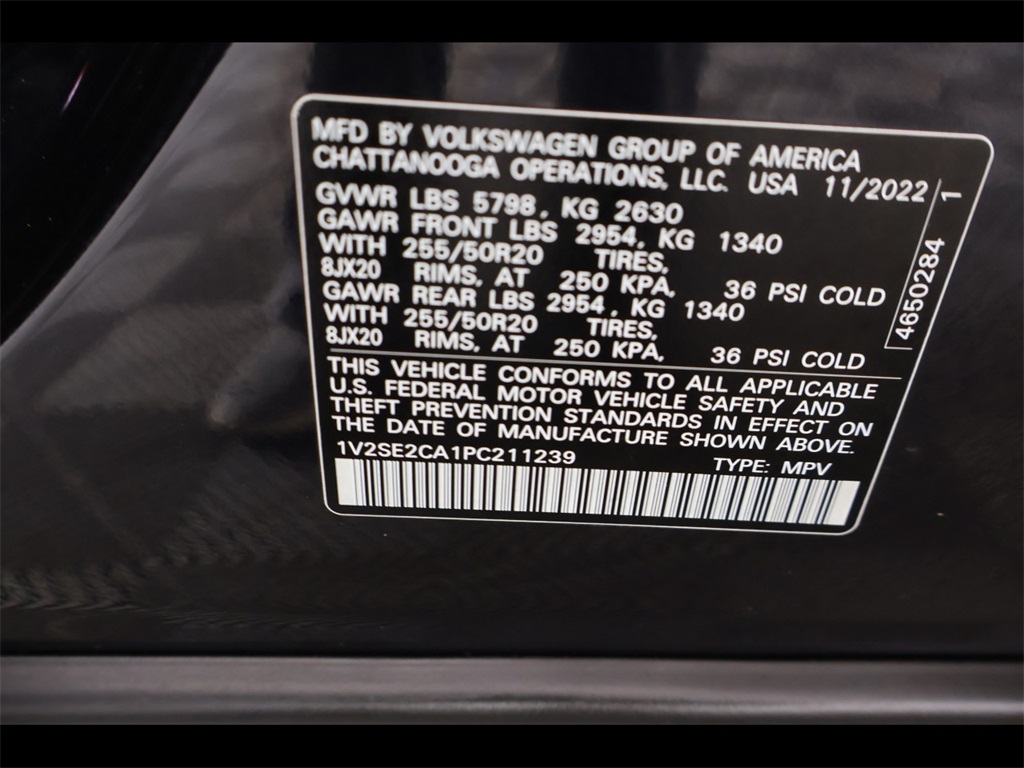 MFD BY VOLKSWAGEN GROUP OF AMERICA
CHATTANOOGA OPERATIONS, LLC. USA 11/2022
GVWR LBS 5798, KG 2630
GAWR FRONT LBS 2954, KG 1340
WITH 255/50R20 TIRES,
8JX20 RIMS, AT 250 KPA, 36 PSI COLD
GAWR REAR LBS 2954, KG 1340
WITH 255/50R20 TIRES,
8JX20 RIMS, AT 250 KPA, 36 PSI COLD
THIS VEHICLE CONFORMS TO ALL APPLICABLE
U.S. FEDERAL MOTOR VEHICLE SAFETY AND
THEFT PREVENTION STANDARDS IN EFFECT ON
THE DATE OF MANUFACTURE SHOWN ABOVE.
1V2SE2CA1PC211239 TYPE: MPV
4650284 1